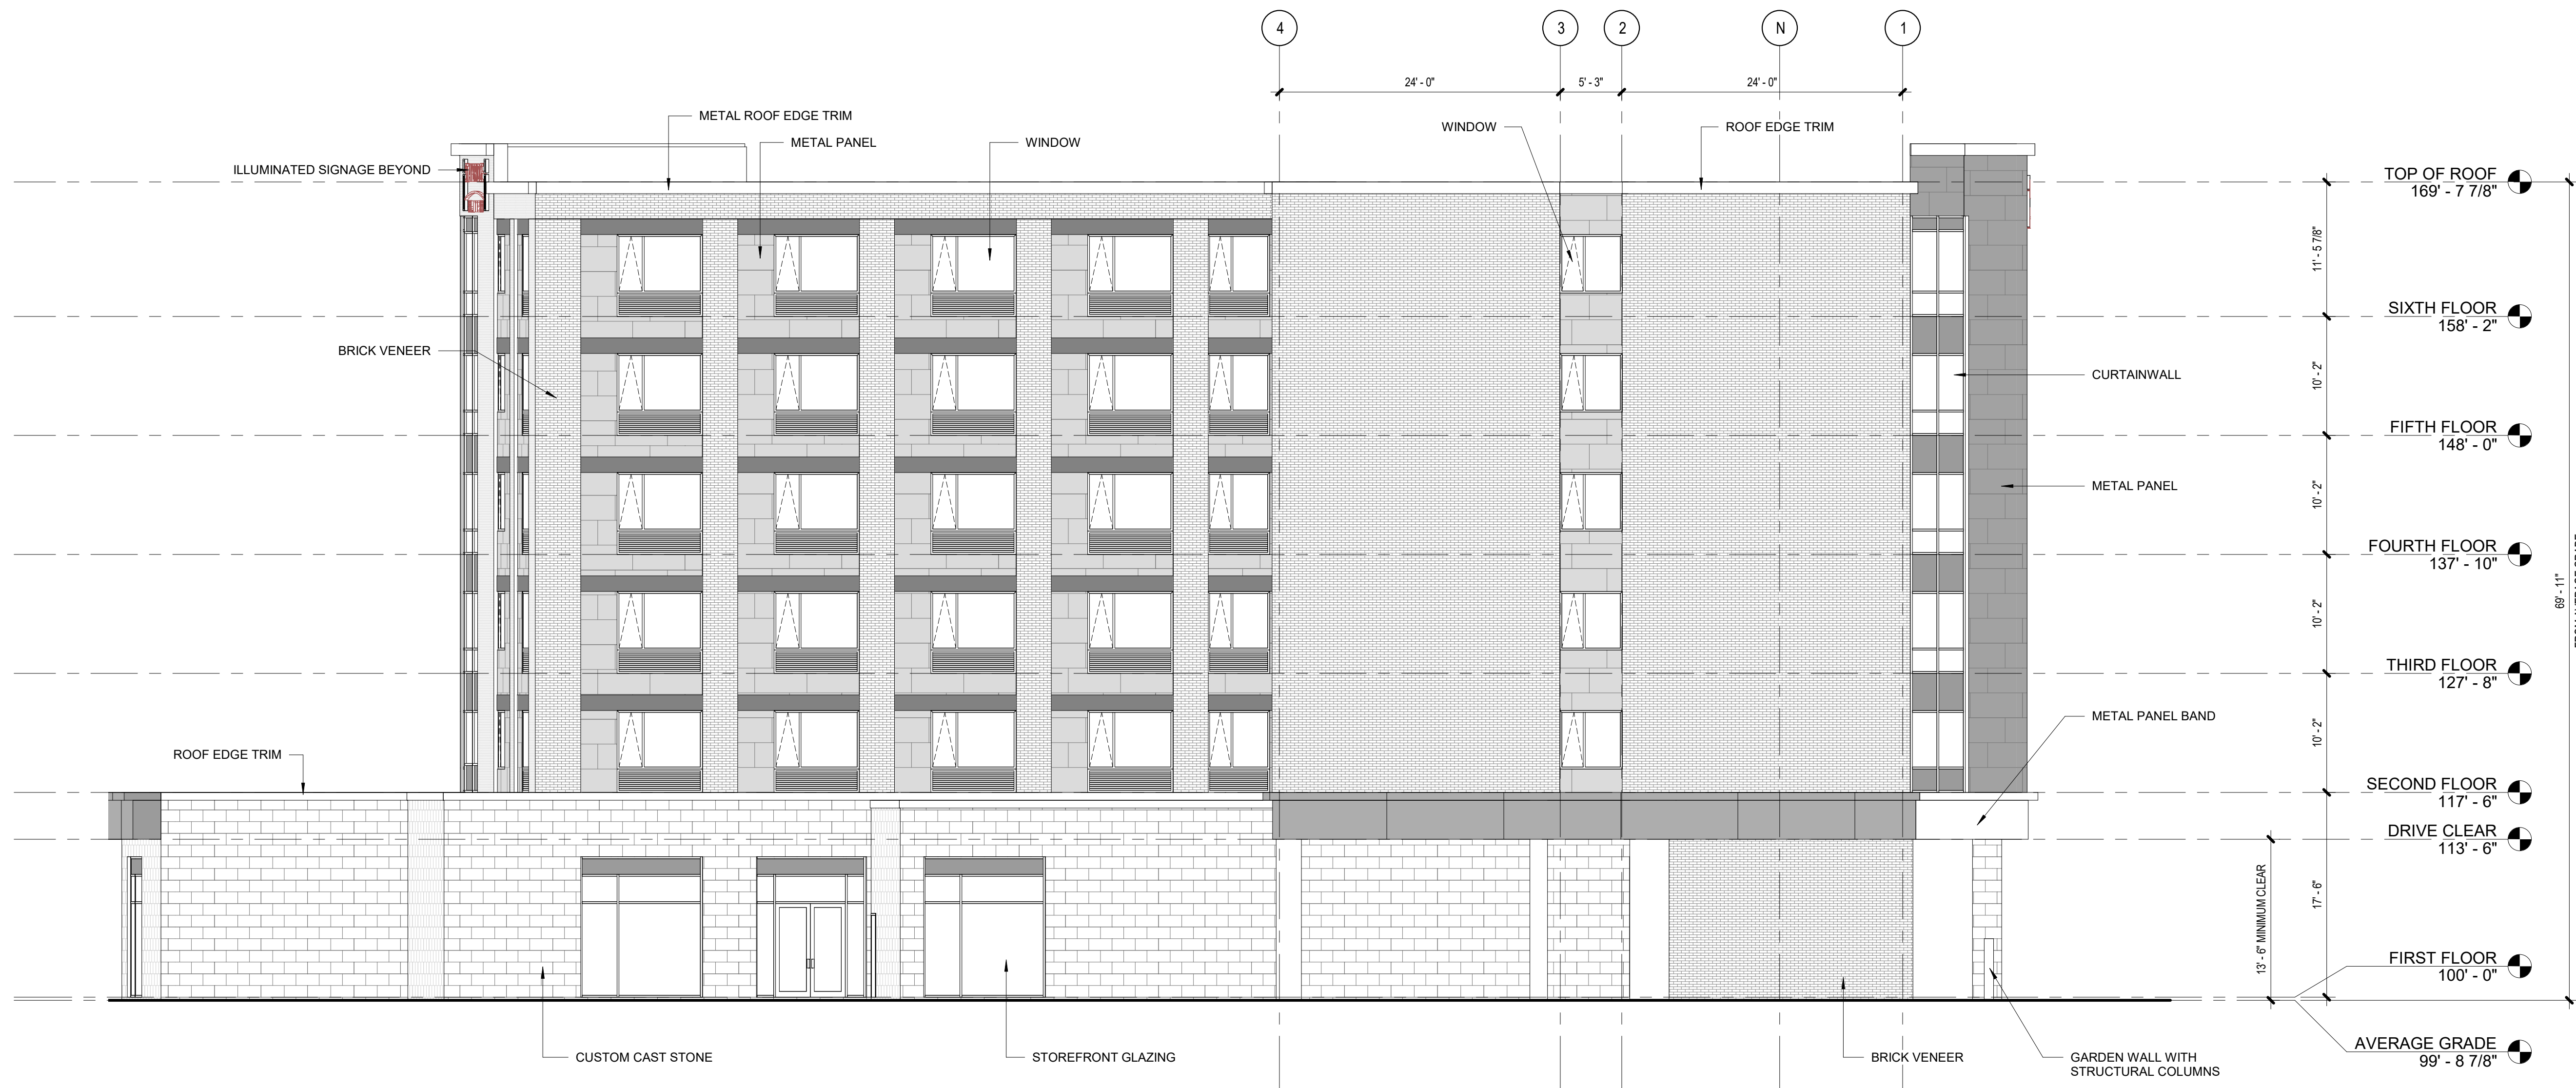 4
3
2
N
1
24' - 0"
5' - 3"
24' - 0"
METAL ROOF EDGE TRIM
METAL PANEL
WINDOW
WINDOW
ROOF EDGE TRIM
ILLUMINATED SIGNAGE BEYOND
TOP OF ROOF
169' - 7 7/8"
11' - 5 7/8"
SIXTH FLOOR
158' - 2"
BRICK VENEER
CURTAINWALL
10' - 2"
FIFTH FLOOR
148' - 0"
METAL PANEL
10' - 2"
FOURTH FLOOR
137' - 10"
69' - 11"
10' - 2"
THIRD FLOOR
127' - 8"
METAL PANEL BAND
10' - 2"
ROOF EDGE TRIM
SECOND FLOOR
117' - 6"
DRIVE CLEAR
113' - 6"
13' - 6" MINIMUM CLEAR
17' - 6"
FIRST FLOOR
100' - 0"
AVERAGE GRADE
99' - 8 7/8"
CUSTOM CAST STONE
STOREFRONT GLAZING
BRICK VENEER
GARDEN WALL WITH
STRUCTURAL COLUMNS